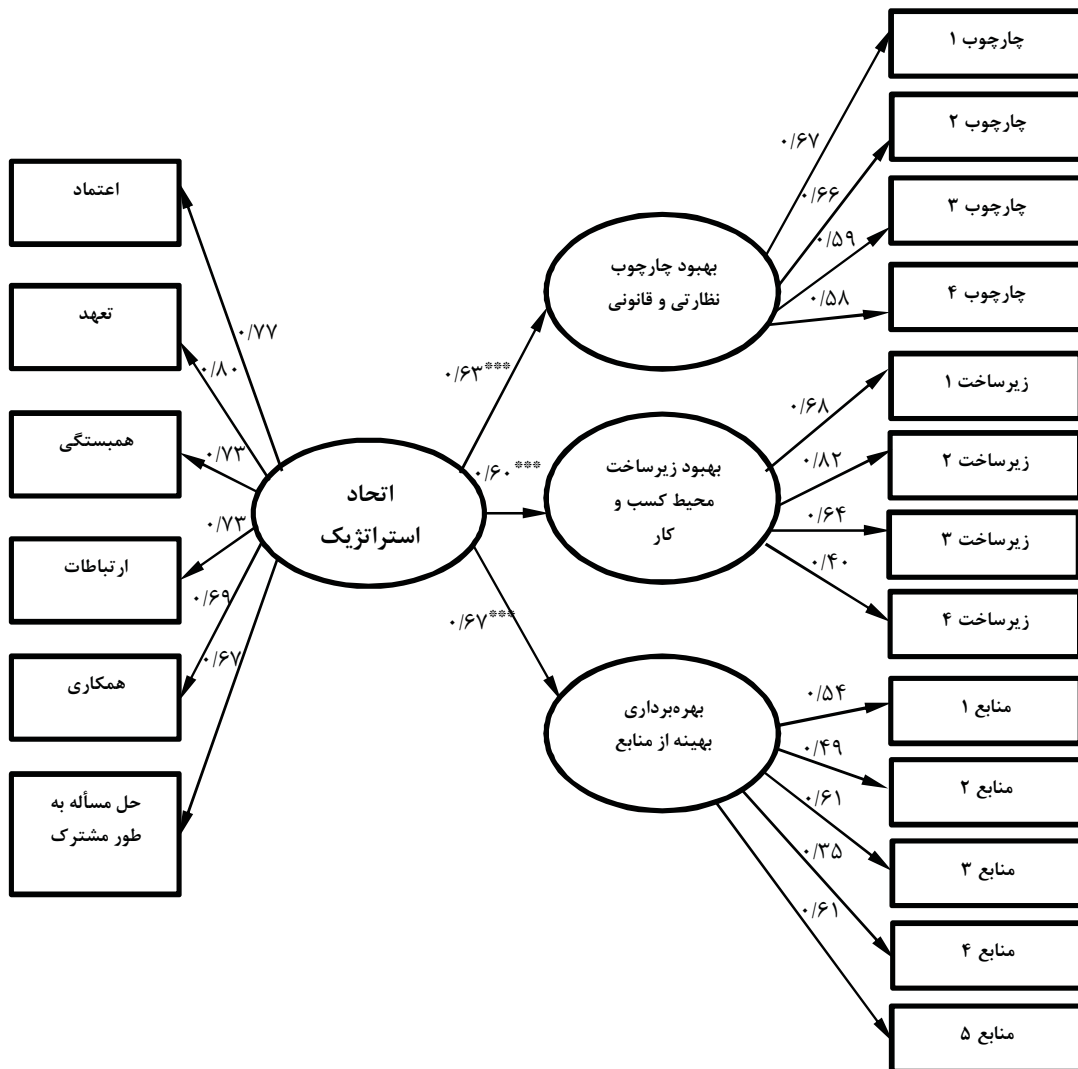 اعتماد
تعهد
همبستگی
ارتباطات
همکاری
حل مسأله به
طور مشترک
۰/۷۷
۰/۸۰
۰/۷۳
۰/۷۳
۰/۶۹
۰/۶۷
اتحاد
استراتژیک
۰/۶۳***
۰/۶۰***
۰/۶۷***
بهبود چارچوب
نظارتی و قانونی
بهبود زیرساخت
محیط کسب و
کار
بهره‌برداری
بهینه از منابع
۰/۶۷
۰/۶۶
۰/۵۹
۰/۵۸
۰/۶۸
۰/۸۲
۰/۶۴
۰/۴۰
۰/۵۴
۰/۴۹
۰/۶۱
۰/۳۵
۰/۶۱
چارچوب ۱
چارچوب ۲
چارچوب ۳
چارچوب ۴
زیرساخت ۱
زیرساخت ۲
زیرساخت ۳
زیرساخت ۴
منابع ۱
منابع ۲
منابع ۳
منابع ۴
منابع ۵